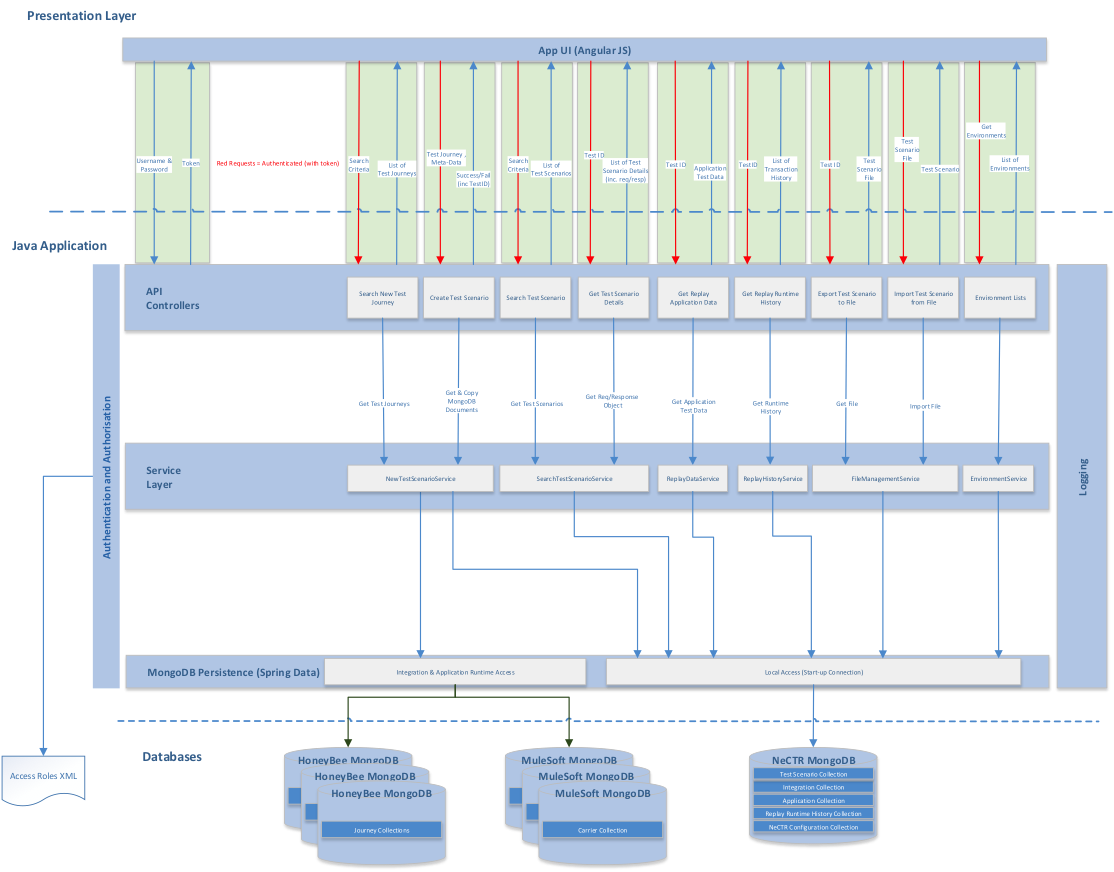 Presentation Layer
App UI (Angular JS)
Username &
Password
Token
Red Requests = Authenticated (with token)
Search
Criteria
List of
Test Journeys
Test Journey ,
Meta-Data
Success/Fail
(inc TestID)
Search
Criteria
List of
Test Scenarios
Test ID
List of Test
Scenario Details
(inc. req/resp)
Test ID
Application
Test Data
Test ID
List of
Transaction
History
Test ID
Test
Scenario
File
Test
Scenario
File
Test Scenario
Get
Environments
List of
Environments
Java Application
API
Controllers
Search New Test
Journey
Create Test Scenario
Search Test Scenario
Get Test Scenario
Details
Get Replay
Application Data
Get Replay Runtime
History
Export Test Scenario
to File
Import Test Scenario
from File
Environment Lists
Get Test Journeys
Get & Copy
MongoDB
Documents
Get Test Scenarios
Get Req/Response
Object
Get Application
Test Data
Get Runtime
History
Get File
Import File
Authentication and Authorisation
Logging
Service
Layer
NewTestScenarioService
SearchTestScenarioService
ReplayDataService
ReplayHistoryService
FileManagementService
EnvironmentService
MongoDB Persistence (Spring Data)
Integration & Application Runtime Access
Local Access (Start-up Connection)
Databases
Access Roles XML
HoneyBee MongoDB
HoneyBee MongoDB
HoneyBee MongoDB
Journey Collections
MuleSoft MongoDB
MuleSoft MongoDB
MuleSoft MongoDB
Carrier Collection
NeCTR MongoDB
Test Scenario Collection
Integration Collection
Application Collection
Replay Runtime History Collection
NeCTR Configuration Collection